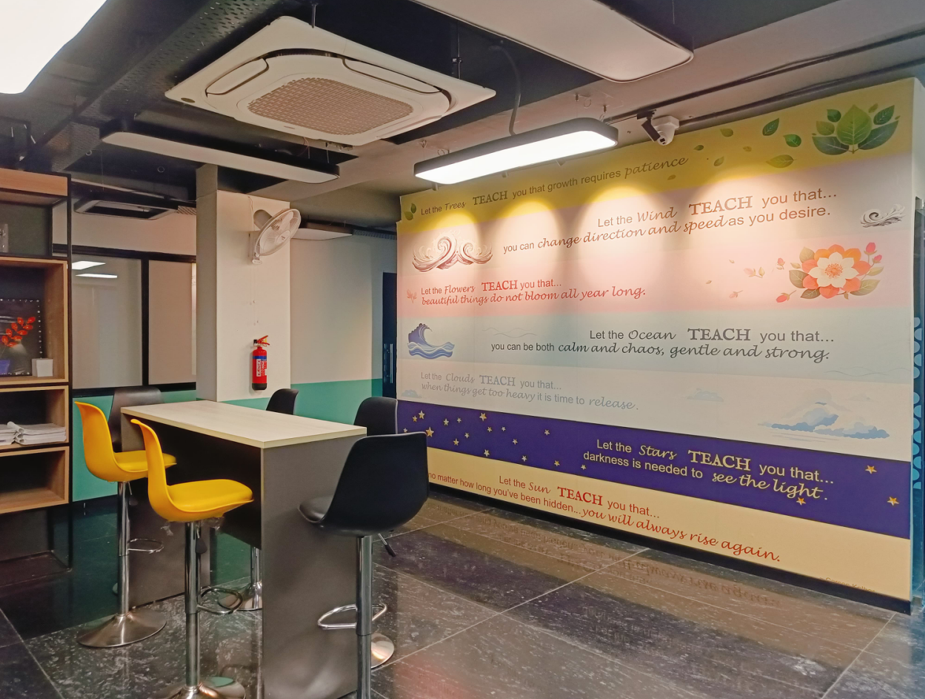 Let the Trees TEACH you that growth requires patience
Let the Wind TEACH you that...
you can change direction and speed as you desire.
Let the Flowers TEACH you that...
beautiful things do not bloom all year long.
Let the Ocean TEACH you that...
you can be both calm and chaos, gentle and strong.
Let the Clouds TEACH you that...
when things get too heavy it is time to release.
Let the Stars TEACH you that...
darkness is needed to see the light.
Let the Sun TEACH you that...
no matter how long you've been hidden...you will always rise again.